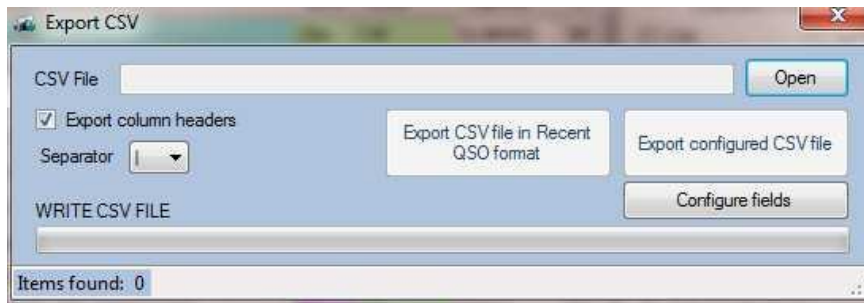 Export CSV
CSV File
Open
Export column headers
Separator |
Export CSV file in Recent
QSO format
Export configured CSV file
Configure fields
WRITE CSV FILE
Items found: 0